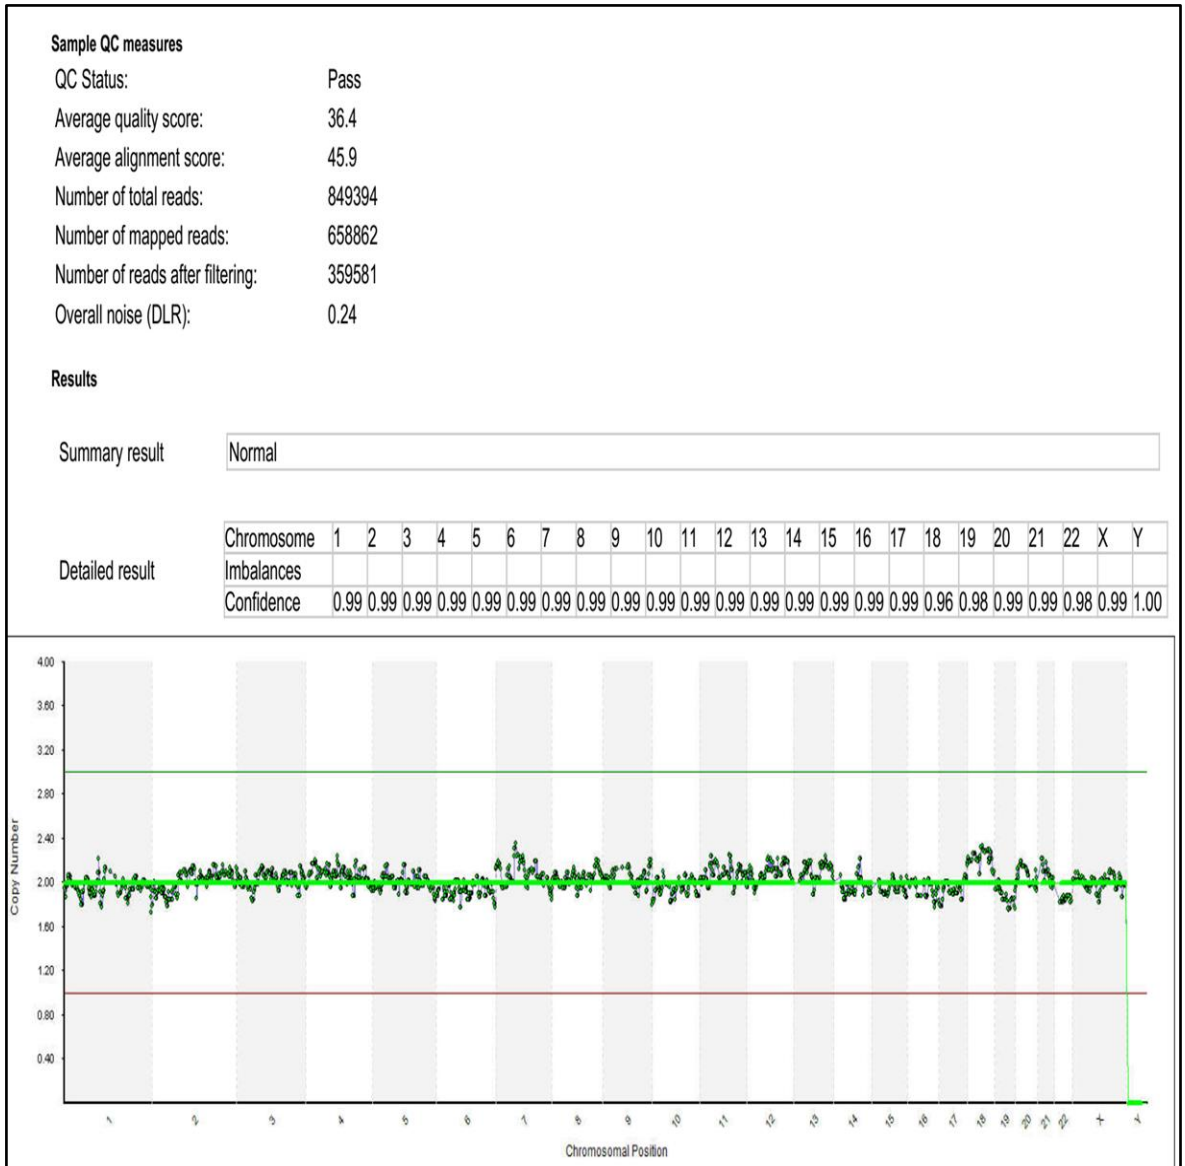 Sample QC measures
QC Status: Pass
Average quality score: 36.4
Average alignment score: 45.9
Number of total reads: 849394
Number of mapped reads: 658862
Number of reads after filtering: 359581
Overall noise (DLR): 0.24
Results
Summary result Normal
Chromosome 1 2 3 4 5 6 7 8 9 10 11 12 13 14 15 16 17 18 19 20 21 22 X Y
Detailed result Imbalances
Confidence 0.99 0.99 0.99 0.99 0.99 0.99 0.99 0.99 0.99 0.99 0.99 0.99 0.99 0.99 0.99 0.99 0.99 0.96 0.98 0.99 0.99 0.98 0.99 1.00
4.00
3.60
3.20
2.80
2.40
2.00
1.60
1.20
0.80
0.40
Copy Number
1 2 3 4 5 6 7 8 9 10 11 12 13 14 15 16 17 18 19 20 21 22 X Y
Chromosomal Position